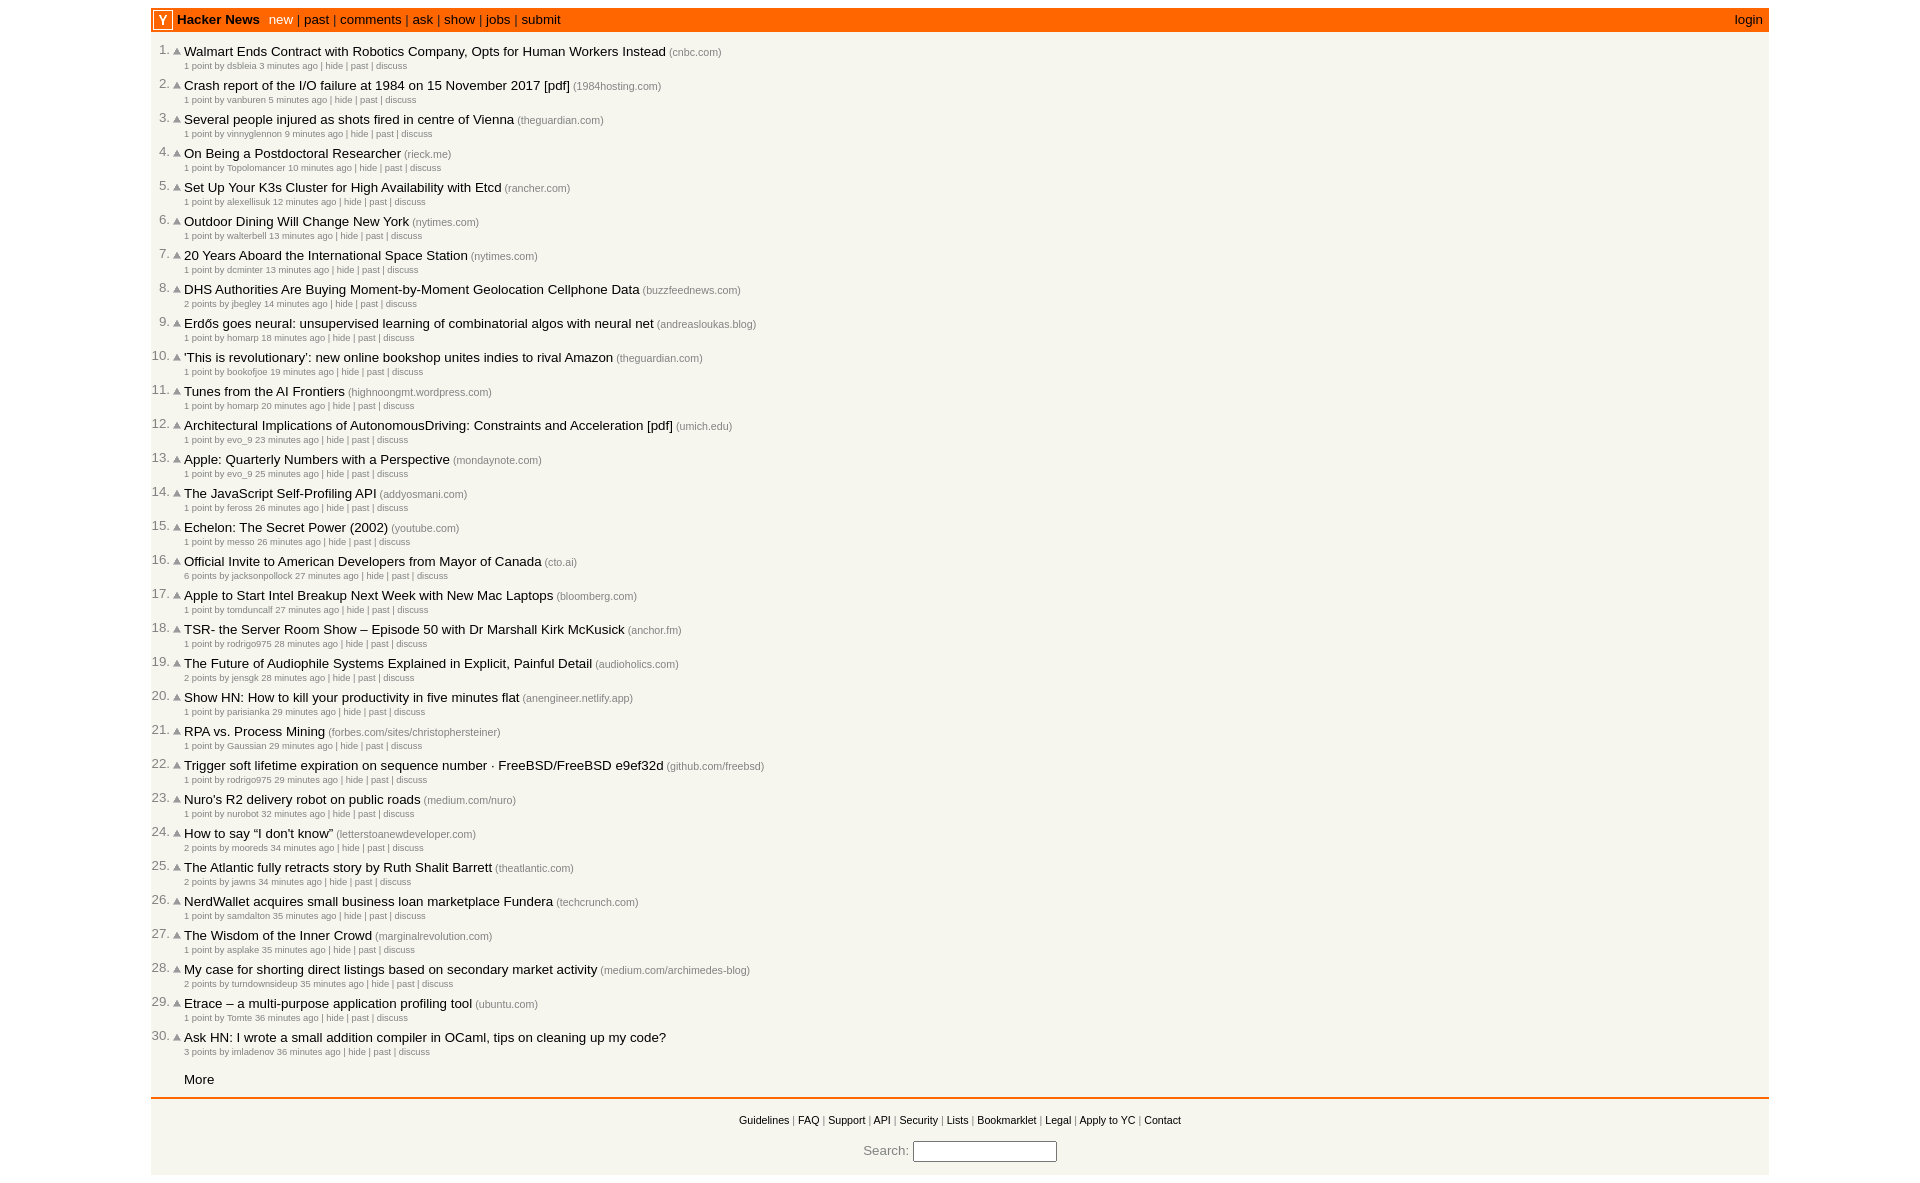 Y Hacker News new | past | comments | ask | show | jobs | submit login
1. Walmart Ends Contract with Robotics Company, Opts for Human Workers Instead (cnbc.com)
1 point by dsbleia 3 minutes ago | hide | past | discuss
2. Crash report of the I/O failure at 1984 on 15 November 2017 [pdf] (1984hosting.com)
1 point by vanburen 5 minutes ago | hide | past | discuss
3. Several people injured as shots fired in centre of Vienna (theguardian.com)
1 point by vinnyglennon 9 minutes ago | hide | past | discuss
4. On Being a Postdoctoral Researcher (rieck.me)
1 point by Topolomancer 10 minutes ago | hide | past | discuss
5. Set Up Your K3s Cluster for High Availability with Etcd (rancher.com)
1 point by alexellisuk 12 minutes ago | hide | past | discuss
6. Outdoor Dining Will Change New York (nytimes.com)
1 point by walterbell 13 minutes ago | hide | past | discuss
7. 20 Years Aboard the International Space Station (nytimes.com)
1 point by dcminter 13 minutes ago | hide | past | discuss
8. DHS Authorities Are Buying Moment-by-Moment Geolocation Cellphone Data (buzzfeednews.com)
2 points by jbegley 14 minutes ago | hide | past | discuss
9. Erdős goes neural: unsupervised learning of combinatorial algos with neural net (andreasloukas.blog)
1 point by homarp 18 minutes ago | hide | past | discuss
10. 'This is revolutionary': new online bookshop unites indies to rival Amazon (theguardian.com)
1 point by bookofjoe 19 minutes ago | hide | past | discuss
11. Tunes from the AI Frontiers (highnoongmt.wordpress.com)
1 point by homarp 20 minutes ago | hide | past | discuss
12. Architectural Implications of AutonomousDriving: Constraints and Acceleration [pdf] (umich.edu)
1 point by evo_9 23 minutes ago | hide | past | discuss
13. Apple: Quarterly Numbers with a Perspective (mondaynote.com)
1 point by evo_9 25 minutes ago | hide | past | discuss
14. The JavaScript Self-Profiling API (addyosmani.com)
1 point by feross 26 minutes ago | hide | past | discuss
15. Echelon: The Secret Power (2002) (youtube.com)
1 point by messo 26 minutes ago | hide | past | discuss
16. Official Invite to American Developers from Mayor of Canada (cto.ai)
6 points by jacksonpollock 27 minutes ago | hide | past | discuss
17. Apple to Start Intel Breakup Next Week with New Mac Laptops (bloomberg.com)
1 point by tomduncalf 27 minutes ago | hide | past | discuss
18. TSR- the Server Room Show – Episode 50 with Dr Marshall Kirk McKusick (anchor.fm)
1 point by rodrigo975 28 minutes ago | hide | past | discuss
19. The Future of Audiophile Systems Explained in Explicit, Painful Detail (audioholics.com)
2 points by jensgk 28 minutes ago | hide | past | discuss
20. Show HN: How to kill your productivity in five minutes flat (anengineer.netlify.app)
1 point by parisianka 29 minutes ago | hide | past | discuss
21. RPA vs. Process Mining (forbes.com/sites/christophersteiner)
1 point by Gaussian 29 minutes ago | hide | past | discuss
22. Trigger soft lifetime expiration on sequence number · FreeBSD/FreeBSD e9ef32d (github.com/freebsd)
1 point by rodrigo975 29 minutes ago | hide | past | discuss
23. Nuro's R2 delivery robot on public roads (medium.com/nuro)
1 point by nurobot 32 minutes ago | hide | past | discuss
24. How to say “I don't know” (letterstoanewdeveloper.com)
2 points by mooreds 34 minutes ago | hide | past | discuss
25. The Atlantic fully retracts story by Ruth Shalit Barrett (theatlantic.com)
2 points by jawns 34 minutes ago | hide | past | discuss
26. NerdWallet acquires small business loan marketplace Fundera (techcrunch.com)
1 point by samdalton 35 minutes ago | hide | past | discuss
27. The Wisdom of the Inner Crowd (marginalrevolution.com)
1 point by asplake 35 minutes ago | hide | past | discuss
28. My case for shorting direct listings based on secondary market activity (medium.com/archimedes-blog)
2 points by turndownsideup 35 minutes ago | hide | past | discuss
29. Etrace – a multi-purpose application profiling tool (ubuntu.com)
1 point by Tomte 36 minutes ago | hide | past | discuss
30. Ask HN: I wrote a small addition compiler in OCaml, tips on cleaning up my code?
3 points by imladenov 36 minutes ago | hide | past | discuss
More
Guidelines | FAQ | Support | API | Security | Lists | Bookmarklet | Legal | Apply to YC | Contact
Search: